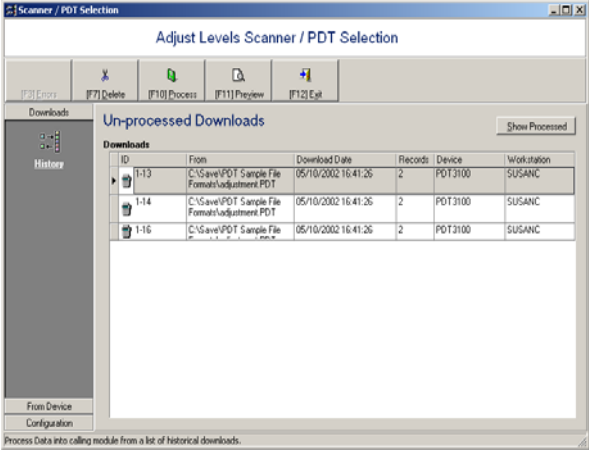 Scanner / PDT Selection
Adjust Levels Scanner / PDT Selection
[F3] Errors [F7] Delete [F10] Process [F11] Preview [F12] Exit
Downloads
History
Un-processed Downloads
Show Processed
Downloads
ID From Download Date Records Device Workstation
1-13 C:\Save\PDT Sample File 05/10/2002 16:41:26 2 PDT3100 SUSANC
Formats\adjustment.PDT
1-14 C:\Save\PDT Sample File 05/10/2002 16:41:26 2 PDT3100 SUSANC
Formats\adjustment.PDT
1-16 C:\Save\PDT Sample File 05/10/2002 16:41:26 2 PDT3100 SUSANC
From Device
Configuration
Process Data into calling module from a list of historical downloads.